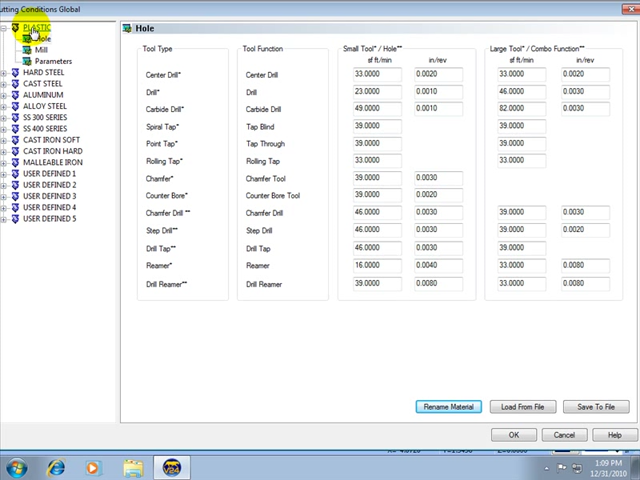 utting Conditions Global
PLASTIC
Hole
Mill
Parameters
HARD STEEL
CAST STEEL
ALUMINUM
ALLOY STEEL
SS 300 SERIES
SS 400 SERIES
CAST IRON SOFT
CAST IRON HARD
MALLEABLE IRON
USER DEFINED 1
USER DEFINED 2
USER DEFINED 3
USER DEFINED 4
USER DEFINED 5
Hole
Tool Type Tool Function Small Tool* / Hole** Large Tool* / Combo Function**
sf ft/min in/rev sf ft/min in/rev
Center Drill* Center Drill 33.0000 0.0020 33.0000 0.0020
Drill* Drill 23.0000 0.0010 46.0000 0.0030
Carbide Drill* Carbide Drill 49.0000 0.0010 82.0000 0.0030
Spiral Tap* Tap Blind 39.0000 39.0000
Point Tap* Tap Through 39.0000 39.0000
Rolling Tap* Rolling Tap 33.0000 33.0000
Chamfer* Chamfer Tool 39.0000 0.0030
Counter Bore* Counter Bore Tool 39.0000 0.0020
Chamfer Drill ** Chamfer Drill 46.0000 0.0030 39.0000 0.0030
Step Drill** Step Drill 46.0000 0.0030 39.0000 0.0020
Drill Tap** Drill Tap 46.0000 0.0030 39.0000
Reamer* Reamer 16.0000 0.0040 33.0000 0.0080
Drill Reamer** Drill Reamer 39.0000 0.0080 33.0000 0.0080
Rename Material Load From File Save To File
OK Cancel Help
V24
1:09 PM
12/31/2010